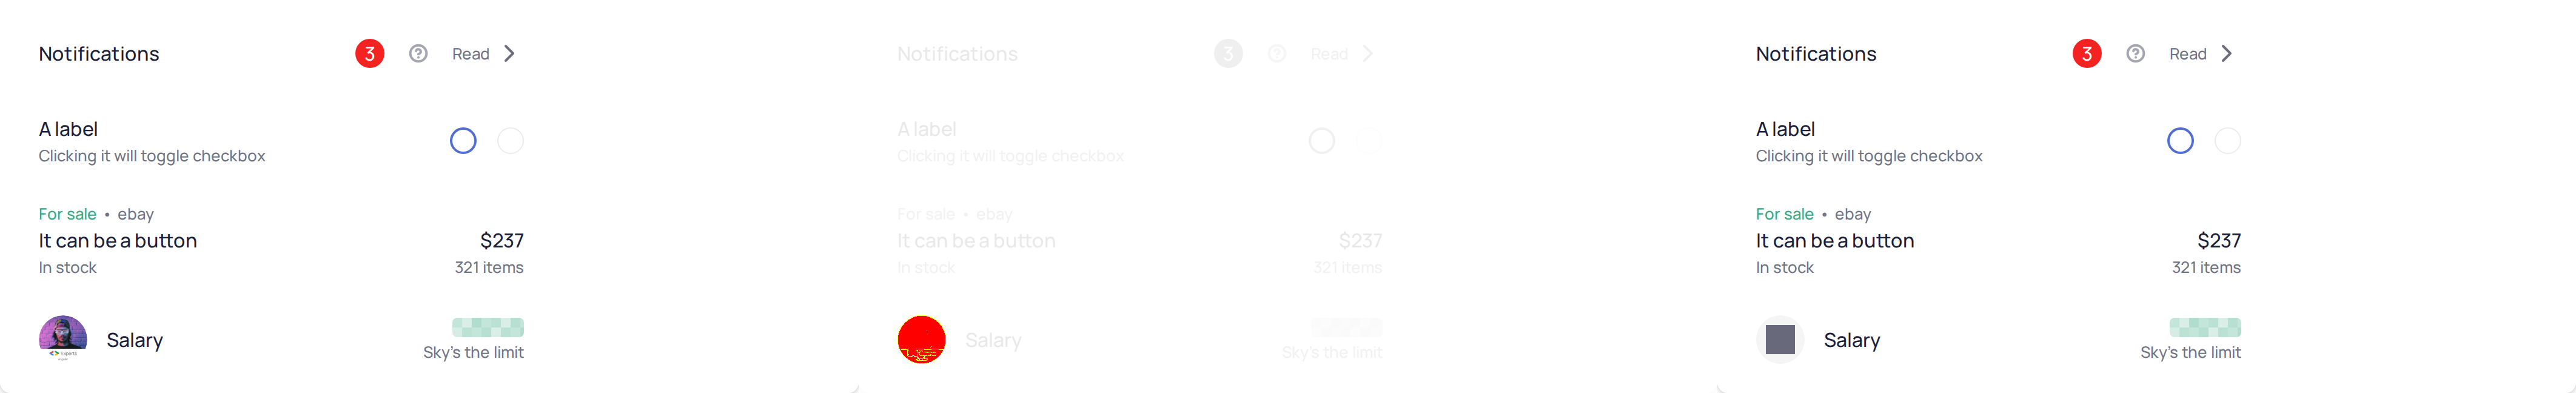 Notifications 3 Read
A label
Clicking it will toggle checkbox
For sale • ebay
It can be a button $237
In stock 321 items
Experts
Salary
Sky's the limit
Notifications 3 Read
A label
Clicking it will toggle checkbox
For sale • ebay
It can be a button $237
In stock 321 items
Salary
Sky's the limit
Notifications 3 Read
A label
Clicking it will toggle checkbox
For sale • ebay
It can be a button $237
In stock 321 items
Salary
Sky's the limit